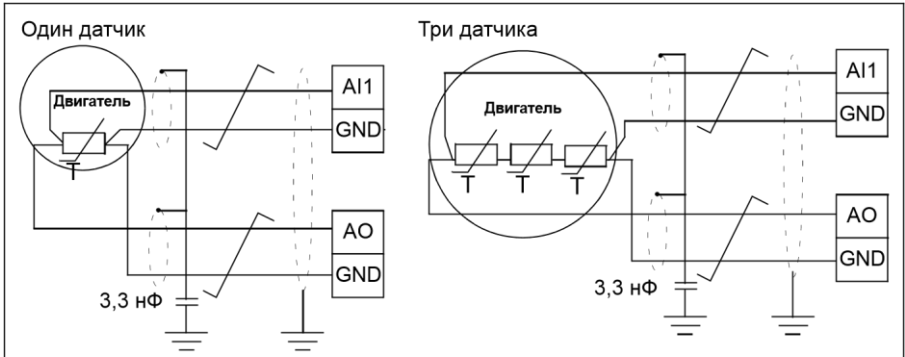 Один датчик
Три датчика
Двигатель
T
AI1
GND
AO
GND
3,3 нФ
Двигатель
T T T
AI1
GND
AO
GND
3,3 нФ